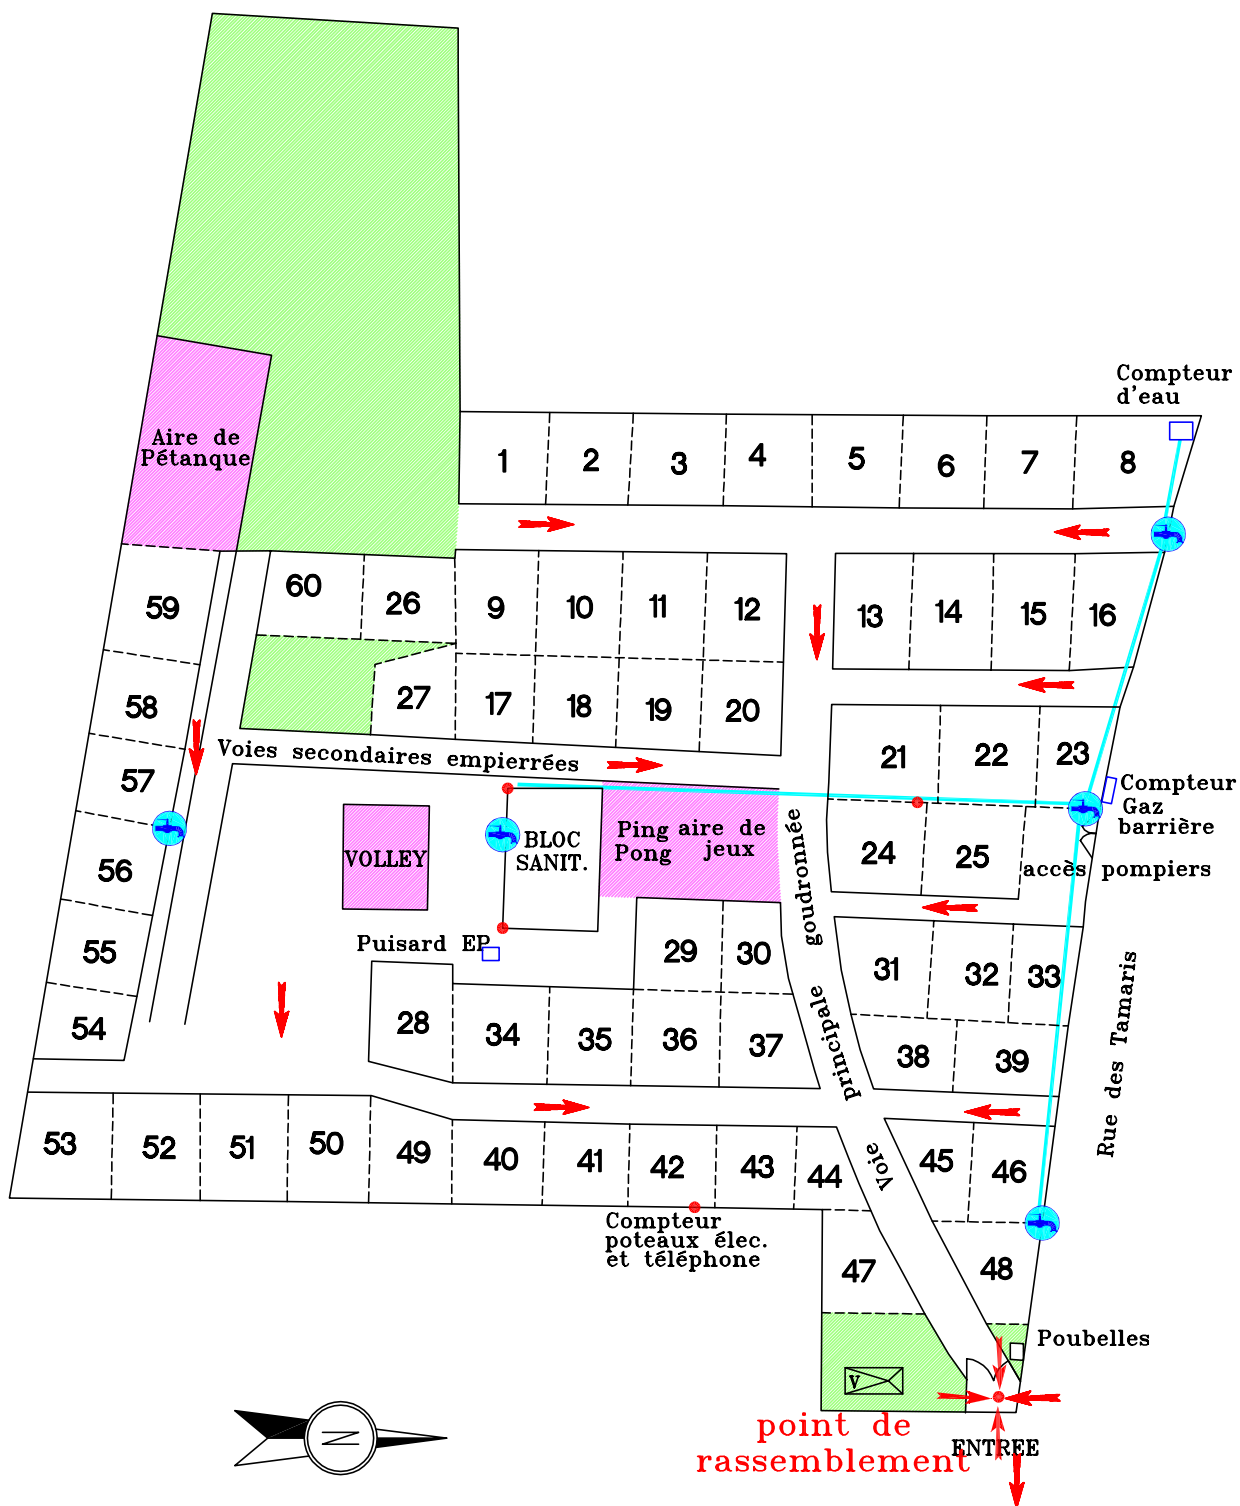 Compteur
d'eau
Aire de
Pétanque
1 2 3 4 5 6 7 8
59 60 26 9 10 11 12 13 14 15 16
58 27 17 18 19 20 21 22 23
Voies secondaires empierrées
57
Compteur
Gaz
barrière
accès pompiers
VOLLEY
BLOC
SANIT.
Ping
Pong
aire de
jeux
24 25
56
Puisard EP
55 29 30 31 32 33
54 28 34 35 36 37 38 39
Voie principale goudronnée
Rue des Tamaris
53 52 51 50 49 40 41 42 43 44 45 46
Compteur
poteaux élec.
et téléphone
47 48
Poubelles
V
point de
rassemblement
ENTREE
N